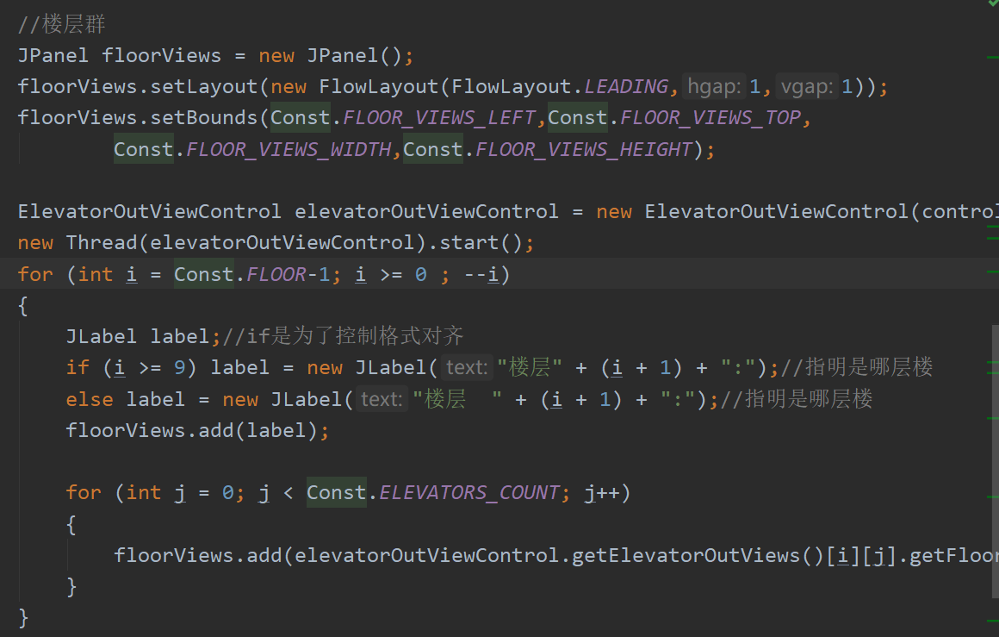 //楼层群
JPanel floorViews = new JPanel();
floorViews.setLayout(new FlowLayout(FlowLayout.LEADING, hgap: 1, vgap: 1));
floorViews.setBounds(Const.FLOOR_VIEWS_LEFT,Const.FLOOR_VIEWS_TOP,
Const.FLOOR_VIEWS_WIDTH,Const.FLOOR_VIEWS_HEIGHT);
ElevatorOutViewControl elevatorOutViewControl = new ElevatorOutViewControl(control
new Thread(elevatorOutViewControl).start();
for (int i = Const.FLOOR-1; i >= 0 ; --i)
{
JLabel label;//if是为了控制格式对齐
if (i >= 9) label = new JLabel( text: "楼层" + (i + 1) + ":");//指明是哪层楼
else label = new JLabel( text: "楼层  " + (i + 1) + ":");//指明是哪层楼
floorViews.add(label);
for (int j = 0; j < Const.ELEVATORS_COUNT; j++)
{
floorViews.add(elevatorOutViewControl.getElevatorOutViews()[i][j].getFloor
}
}